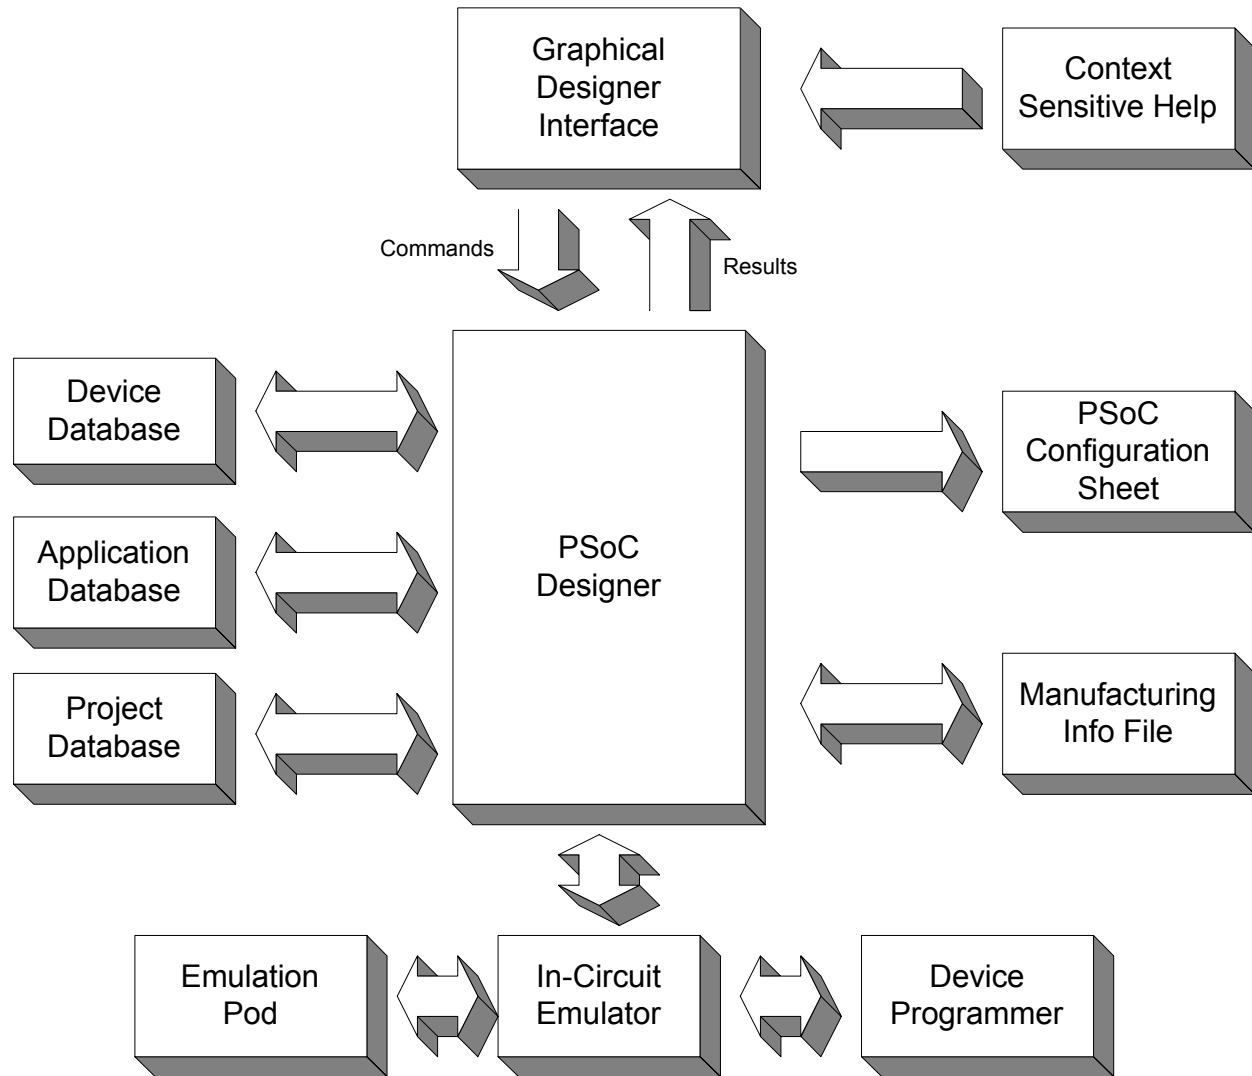 Graphical
Designer
Interface
Context
Sensitive Help
Commands
Results
Device
Database
PSoC
Configuration
Sheet
Application
Database
PSoC
Designer
Project
Database
Manufacturing
Info File
Emulation
Pod
In-Circuit
Emulator
Device
Programmer